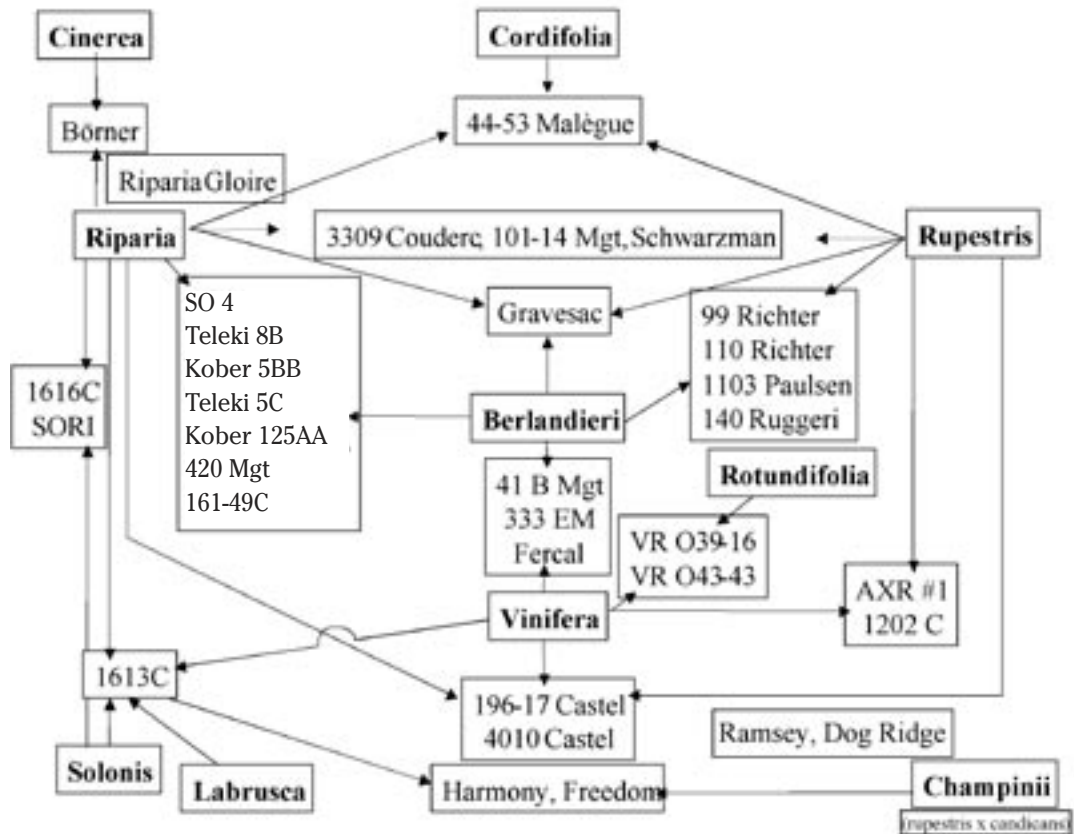 Cinerea
Cordifolia
Börner
44-53 Malègue
Riparia Gloire
Riparia
3309 Couderc, 101-14 Mgt, Schwarzman
Rupestris
SO 4
Teleki 8B
Kober 5BB
Teleki 5C
Kober 125AA
420 Mgt
161-49C
Gravesac
99 Richter
110 Richter
1103 Paulsen
140 Ruggeri
1616C
SORI
Berlandieri
41 B Mgt
333 EM
Fercal
Rotundifolia
VR O39-16
VR O43-43
AXR #1
1202 C
Vinifera
1613C
196-17 Castel
4010 Castel
Ramsey, Dog Ridge
Solonis
Labrusca
Harmony, Freedom
Champinii
(rupestris x candicans)